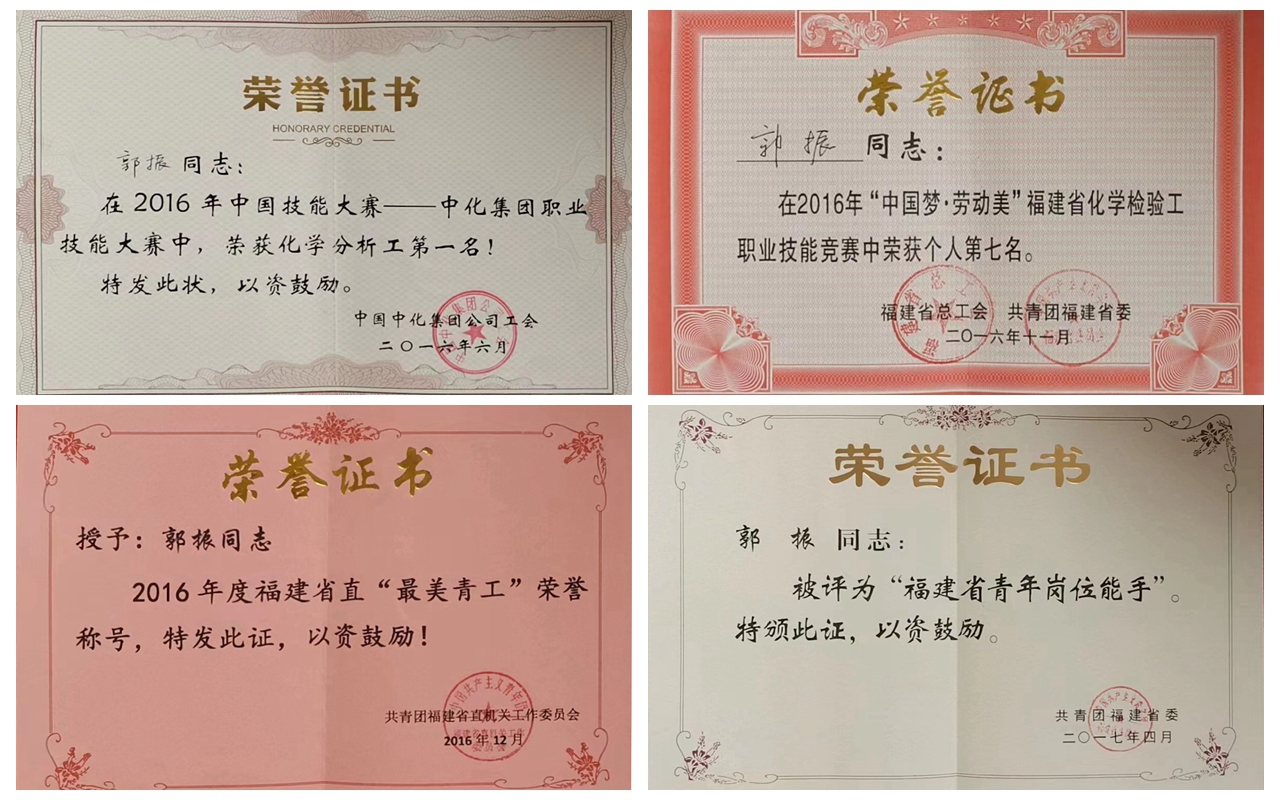 荣誉证书
HONORARY CREDENTIAL
郭振 同志：
在 2016 年中国技能大赛——中化集团职业
技能大赛中，荣获化学分析工第一名！
特发此状，以资鼓励。
中国中化集团公司工会
二〇一六年六月
荣誉证书
郭 振 同志：
在2016年“中国梦·劳动美”福建省化学检验工
职业技能竞赛中荣获个人第七名。
福建省总工会 共青团福建省委
二〇一六年十一月
荣誉证书
授予：郭振同志
2016 年度福建省直“最美青工”荣誉
称号，特发此证，以资鼓励！
共青团福建省直机关工作委员会
2016 年 12 月
荣誉证书
郭 振 同志：
被评为“福建省青年岗位能手”。
特颁此证，以资鼓励。
共青团福建省委
二〇一七年四月